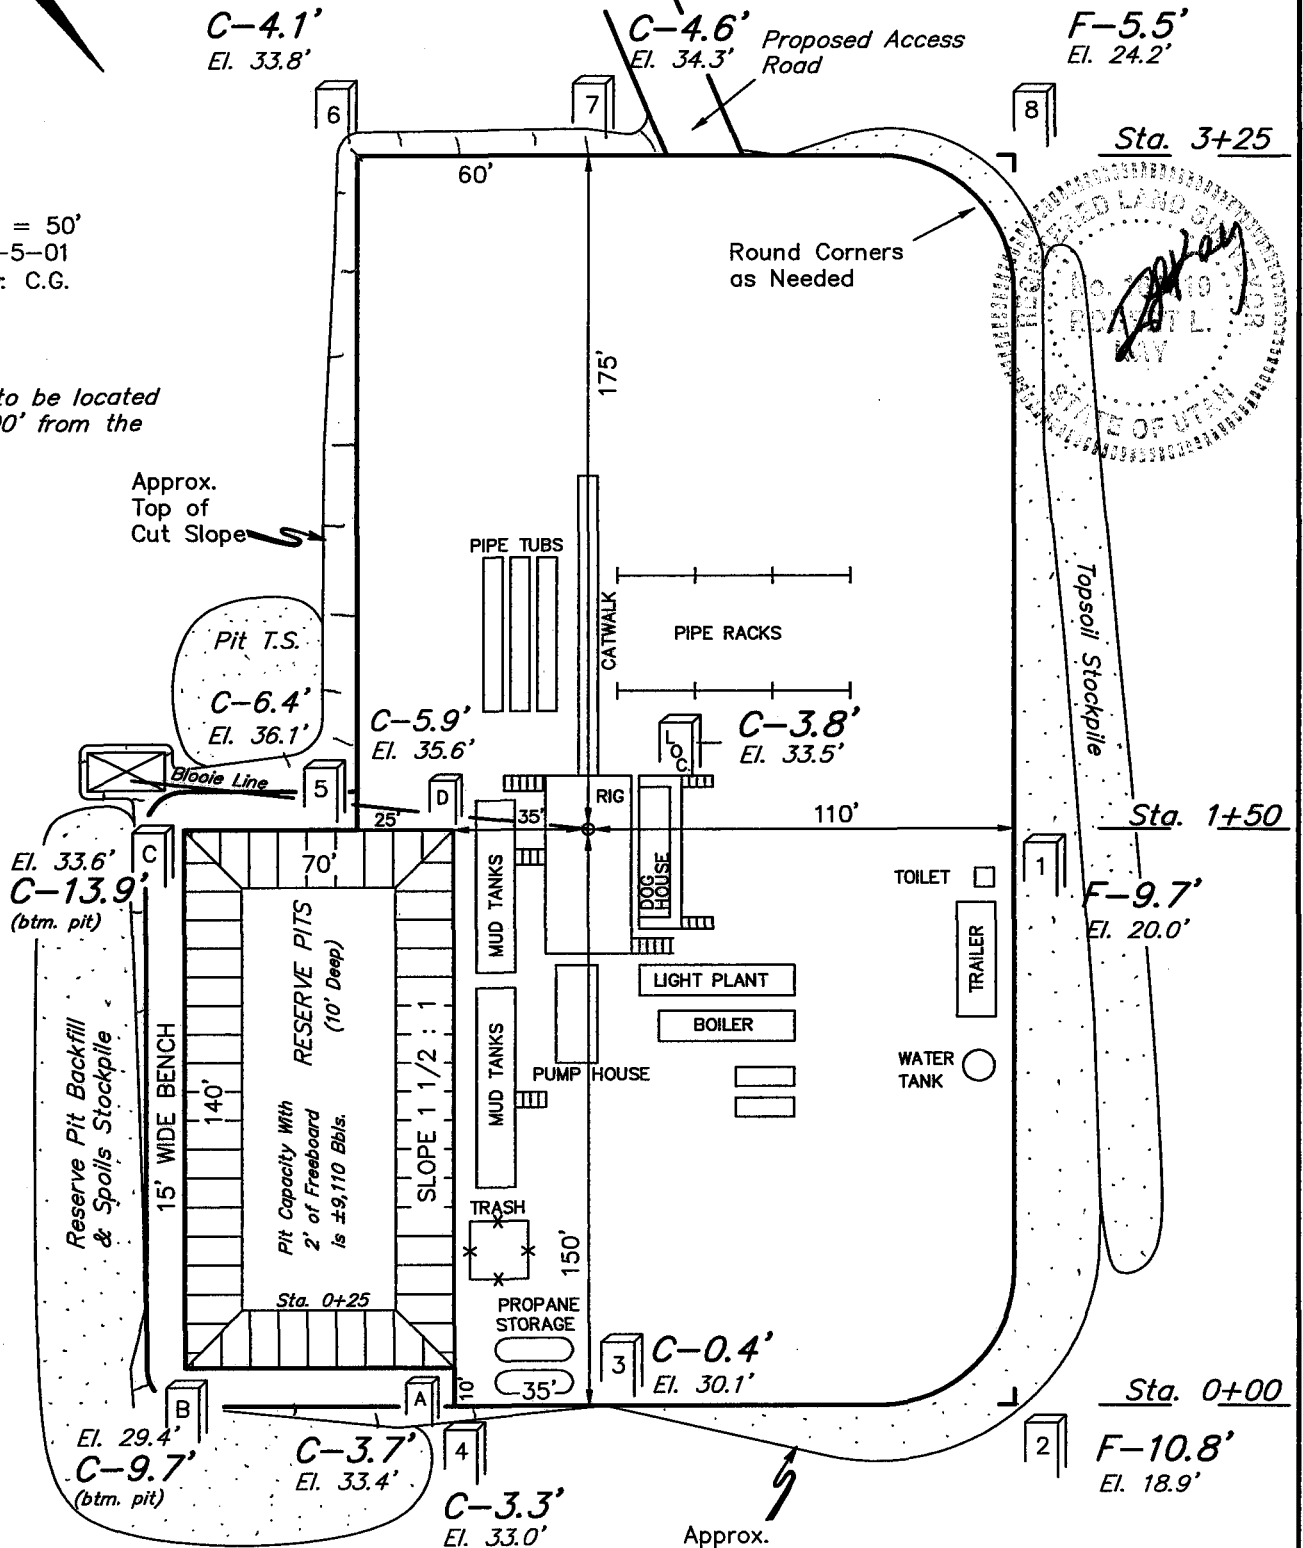 C-4.1'
El. 33.8'
C-4.6'
El. 34.3'
Proposed Access
Road
F-5.5'
El. 24.2'
6
7
8
Sta. 3+25
60'
= 50'
-5-01
: C.G.
Round Corners
as Needed
REGISTERED LAND SURVEYOR
ROBERT L.
KAY
STATE OF UTAH
175'
to be located
0' from the
Approx.
Top of
Cut Slope
PIPE TUBS
CATWALK
PIPE RACKS
Topsoil Stockpile
Pit T.S.
C-6.4'
El. 36.1'
C-5.9'
El. 35.6'
LOC.
C-3.8'
El. 33.5'
Blooie Line
5
D
RIG
25'
35'
110'
Sta. 1+50
C
El. 33.6'
C-13.9'
(btm. pit)
70'
MUD TANKS
DOG
HOUSE
TOILET
1
F-9.7'
El. 20.0'
TRAILER
RESERVE PITS
(10' Deep)
LIGHT PLANT
BOILER
Reserve Pit Backfill
& Spoils Stockpile
15' WIDE BENCH
140'
Pit Capacity With
2' of Freeboard
is ±9,110 Bbls.
SLOPE 1 1/2 : 1
MUD TANKS
PUMP HOUSE
WATER
TANK
TRASH
150'
Sta. 0+25
PROPANE
STORAGE
3
C-0.4'
El. 30.1'
35'
10'
Sta. 0+00
B
A
El. 29.4'
C-9.7'
(btm. pit)
C-3.7'
El. 33.4'
4
C-3.3'
El. 33.0'
2
F-10.8'
El. 18.9'
Approx.